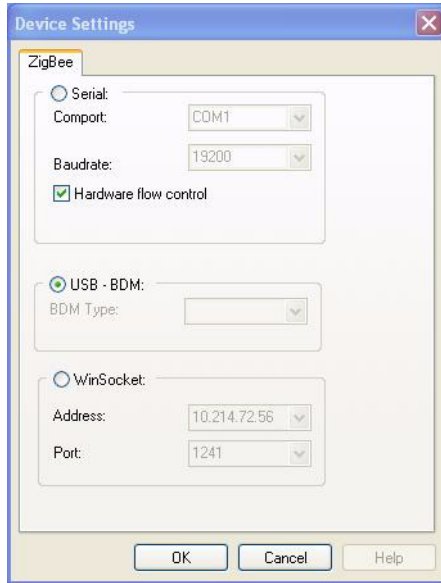 Device Settings
ZigBee
Serial:
Comport: COM1
Baudrate: 19200
Hardware flow control
USB - BDM:
BDM Type:
WinSocket:
Address: 10.214.72.56
Port: 1241
OK Cancel Help